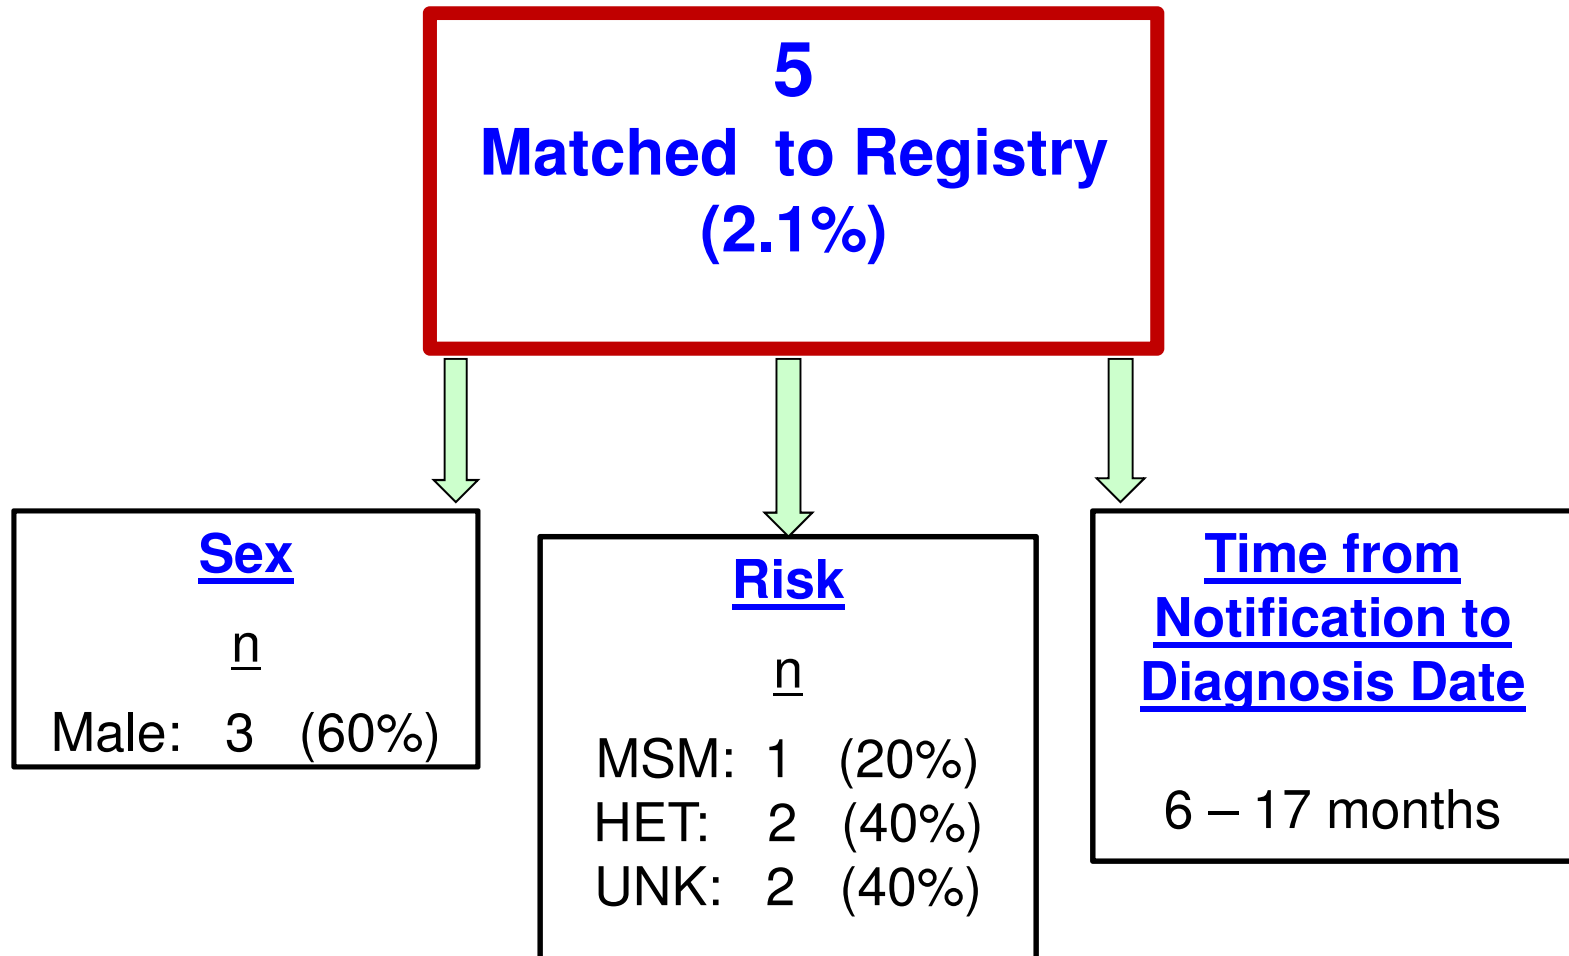 5
Matched to Registry
(2.1%)
Sex
n
Male: 3 (60%)
Risk
n
MSM: 1 (20%)
HET: 2 (40%)
UNK: 2 (40%)
Time from
Notification to
Diagnosis Date
6 – 17 months